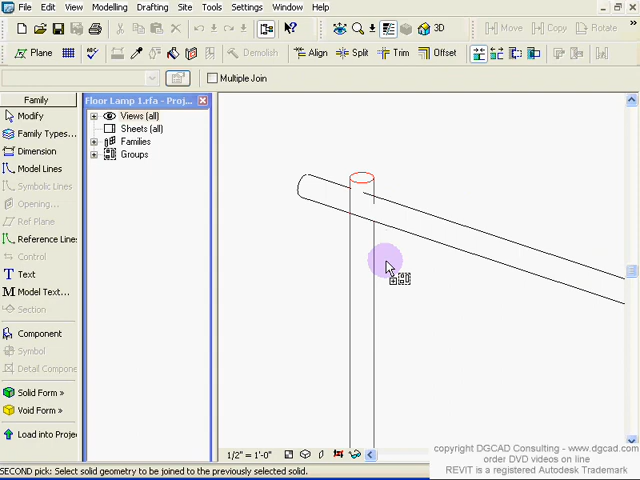 File Edit View Modelling Drafting Site Tools Settings Window Help
3D Move Copy Rotate
Plane Demolish Align Split Trim Offset
Multiple Join
Family
Modify
Family Types...
Dimension
Model Lines
Symbolic Lines
Opening...
Ref Plane
Reference Line
Control
Text
Model Text...
Section
Component
Symbol
Detail Compone
Solid Form »
Void Form »
Load into Proje
Floor Lamp 1.rfa - Proj...
Views (all)
Sheets (all)
Families
Groups
1/2" = 1'-0"
SECOND pick: Select solid geometry to be joined to the previously selected solid.
copyright DGCAD Consulting - www.dgcad.com
order DVD videos on line
REVIT is a registered Autodesk Trademark